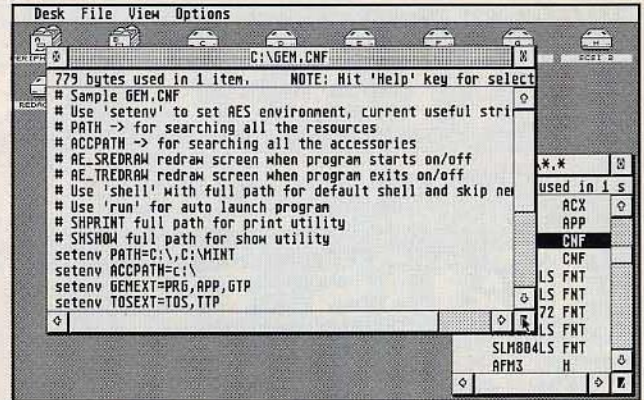 Desk File View Options
C:\GEM.CNF
779 bytes used in 1 item. NOTE: Hit 'Help' key for select
# Sample GEM.CNF
# Use 'setenv' to set AES environment, current useful stri
# PATH -> for searching all the resources
# ACCPATH -> for searching all the accessories
# AE_SREDRAW redraw screen when program starts on/off
# AE_TREDRAW redraw screen when program exits on/off
# Use 'shell' with full path for default shell and skip ne
# Use 'run' for auto launch program
# SHPRINT full path for print utility
# SHSHOW full path for show utility
setenv PATH=C:\,C:\MINT
setenv ACCPATH=c:\
setenv GEMEXT=PRG,APP,GTP
setenv TOSEXT=TOS,TTP
PERIPH
REDAC
SCSI
\*.*
used in 1 s
ACX
APP
CNF
CNF
LS FNT
LS FNT
72 FNT
LS FNT
SLM804LS FNT
AFM3 H